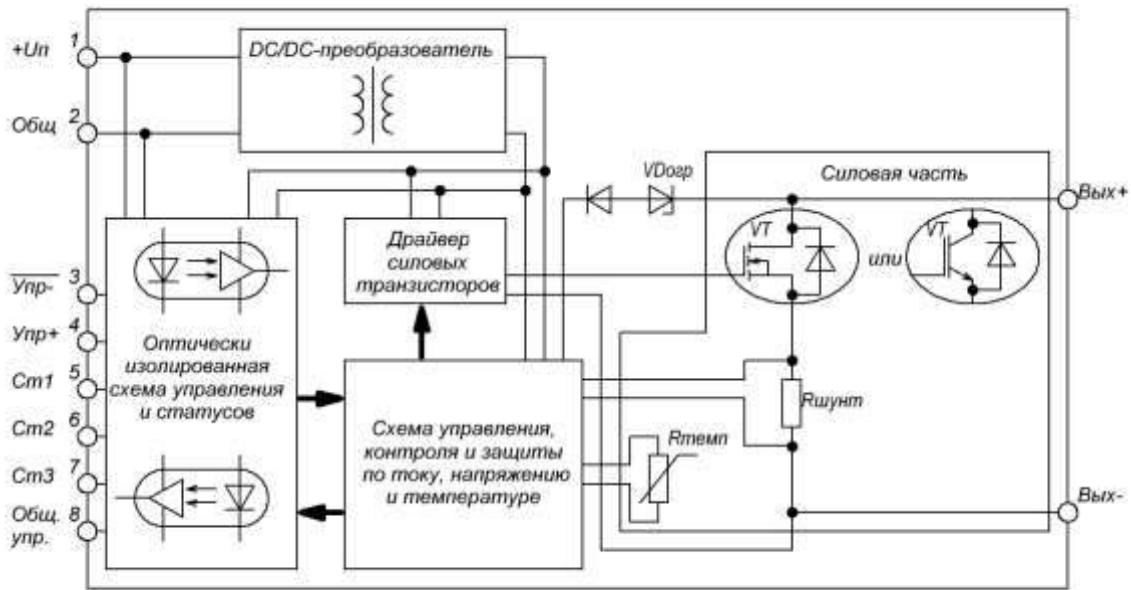 +Uп
1
DC/DC-преобразователь
Общ
2
VDогр
Силовая часть
Вых+
VT
или
VT
Драйвер
силовых
транзисторов
Упр-
3
Упр+
4
Оптически
изолированная
схема управления
и статусов
Ст1
5
Ст2
6
Ст3
7
Общ.
упр.
8
Схема управления,
контроля и защиты
по току, напряжению
и температуре
Rтемп
Rшунт
Вых-